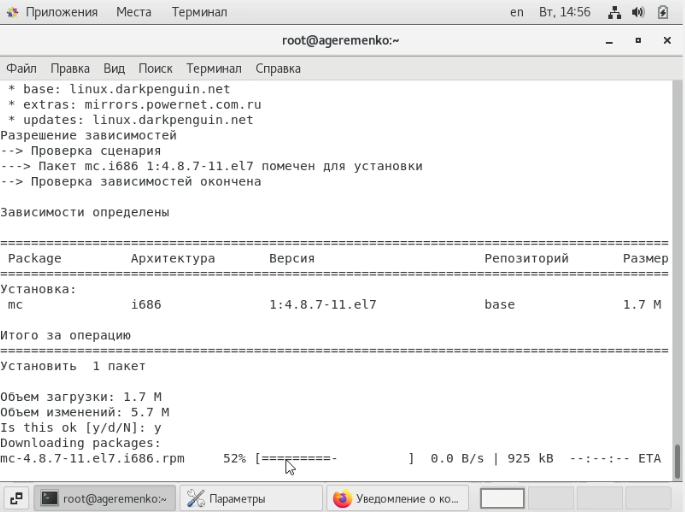 Приложения Места Терминал en Вт, 14:56
root@ageremenko:~
Файл Правка Вид Поиск Терминал Справка
* base: linux.darkpenguin.net
* extras: mirrors.powernet.com.ru
* updates: linux.darkpenguin.net
Разрешение зависимостей
--> Проверка сценария
---> Пакет mc.i686 1:4.8.7-11.el7 помечен для установки
--> Проверка зависимостей окончена
Зависимости определены
================================================================================
Package Архитектура Версия Репозиторий Размер
================================================================================
Установка:
mc i686 1:4.8.7-11.el7 base 1.7 M
Итого за операцию
================================================================================
Установить 1 пакет
Объем загрузки: 1.7 M
Объем изменений: 5.7 M
Is this ok [y/d/N]: y
Downloading packages:
mc-4.8.7-11.el7.i686.rpm 52% [=========- ] 0.0 B/s | 925 kB --:--:-- ETA
root@ageremenko:~ Параметры Уведомление о ко...